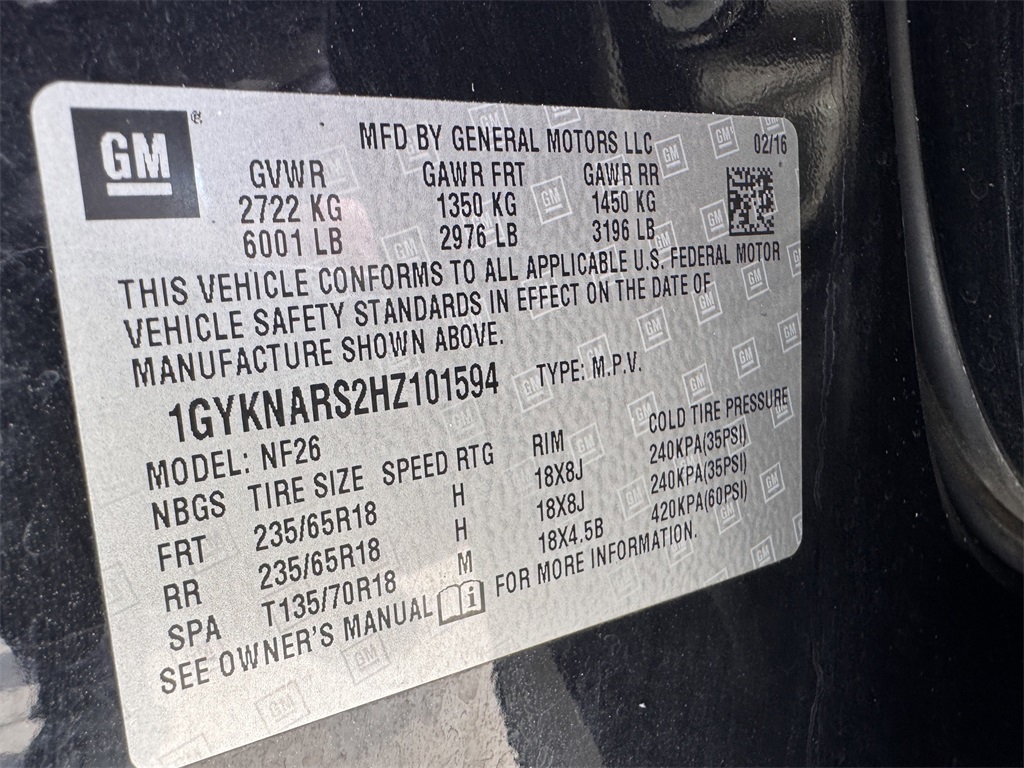 GM®
MFD BY GENERAL MOTORS LLC 02/16
GVWR GAWR FRT GAWR RR
2722 KG 1350 KG 1450 KG
6001 LB 2976 LB 3196 LB
THIS VEHICLE CONFORMS TO ALL APPLICABLE U.S. FEDERAL MOTOR
VEHICLE SAFETY STANDARDS IN EFFECT ON THE DATE OF
MANUFACTURE SHOWN ABOVE.
1GYKNARS2HZ101594 TYPE: M.P.V.
MODEL: NF26
NBGS TIRE SIZE SPEED RTG RIM COLD TIRE PRESSURE
FRT 235/65R18 H 18X8J 240KPA(35PSI)
RR 235/65R18 H 18X8J 240KPA(35PSI)
SPA T135/70R18 M 18X4.5B 420KPA(60PSI)
SEE OWNER'S MANUAL i FOR MORE INFORMATION.